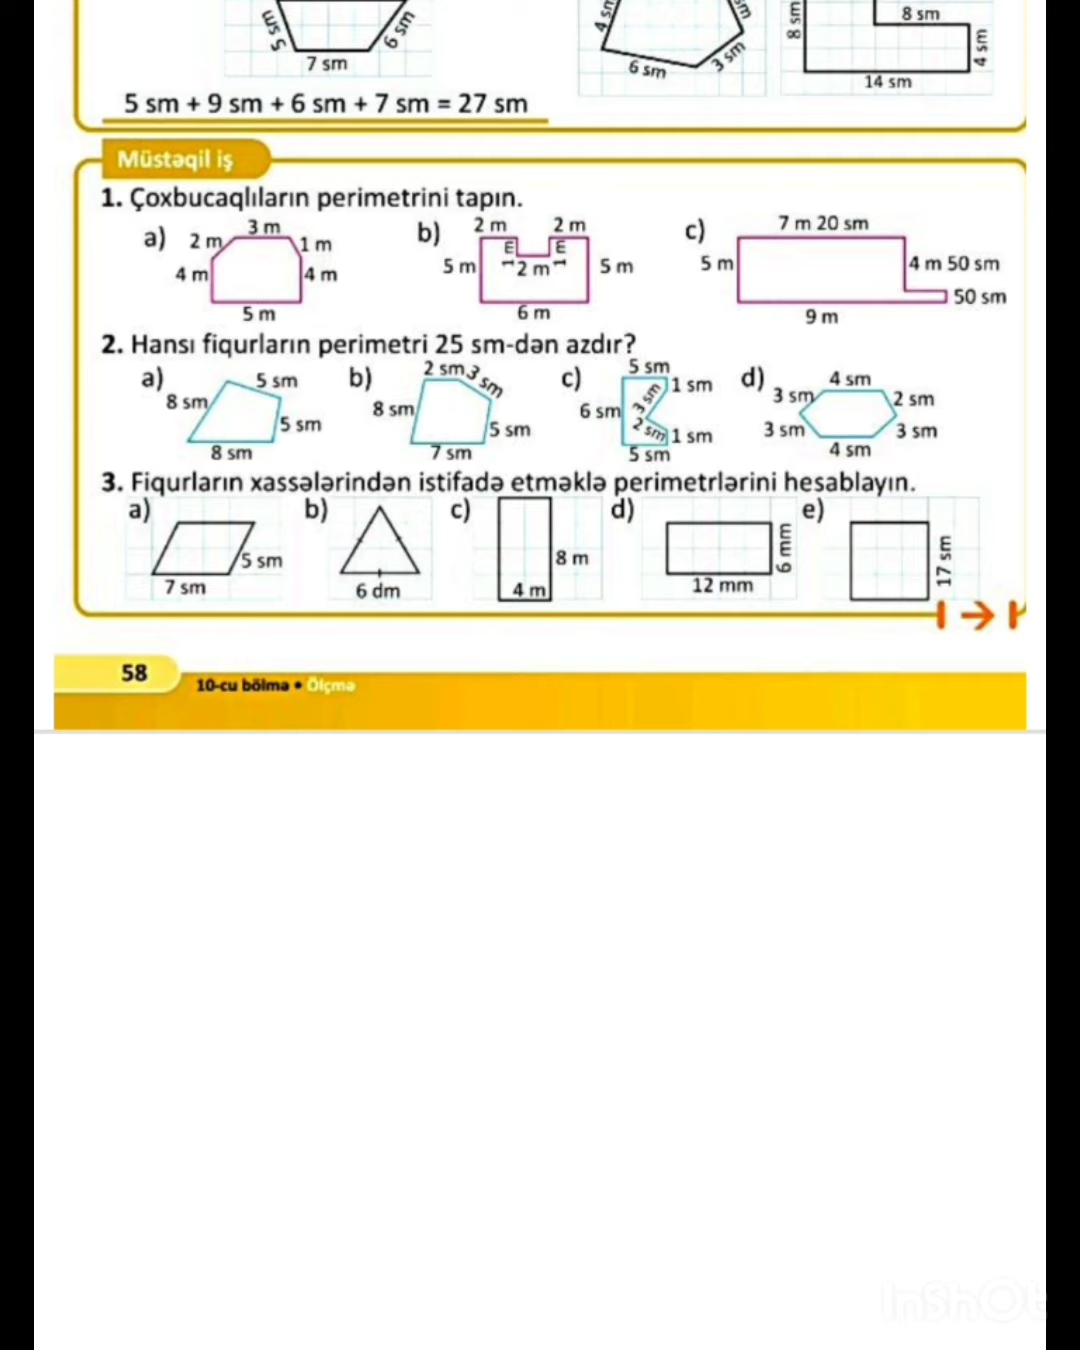 5 sm
6 sm
7 sm
5 sm + 9 sm + 6 sm + 7 sm = 27 sm
4 sm
6 sm
3 sm
sm
8 sm
8 sm
4 sm
14 sm
Müstəqil iş
1. Çoxbucaqlıların perimetrini tapın.
a) 2 m 3 m 1 m
4 m 4 m
5 m
b) 2 m 2 m
5 m 1 m 2 m 1 m 5 m
6 m
c) 7 m 20 sm
5 m 4 m 50 sm
50 sm
9 m
2. Hansı fiqurların perimetri 25 sm-dən azdır?
a) 5 sm
8 sm
5 sm
8 sm
b) 2 sm 3 sm
8 sm
5 sm
7 sm
c) 5 sm
1 sm
6 sm 3 sm
2 sm 1 sm
5 sm
d) 3 sm 4 sm 2 sm
3 sm 3 sm
4 sm
3. Fiqurların xassələrindən istifadə etməklə perimetrlərini hesablayın.
a) 5 sm
7 sm
b) 6 dm
c) 8 m
4 m
d) 9 mm
12 mm
e) 17 sm
58
10-cu bölmə • Ölçmə
InShOt